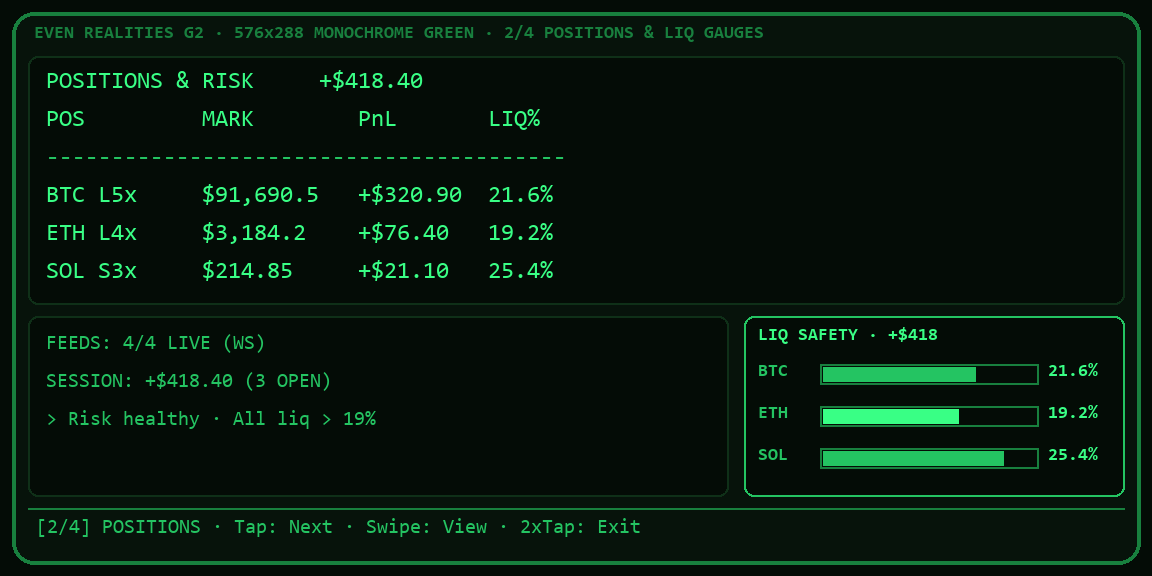 EVEN REALITIES G2 · 576x288 MONOCHROME GREEN · 2/4 POSITIONS & LIQ GAUGES
POSITIONS & RISK +$418.40
POS MARK PnL LIQ%
----------------------------------------
BTC L5x $91,690.5 +$320.90 21.6%
ETH L4x $3,184.2 +$76.40 19.2%
SOL S3x $214.85 +$21.10 25.4%
FEEDS: 4/4 LIVE (WS)
SESSION: +$418.40 (3 OPEN)
> Risk healthy · All liq > 19%
LIQ SAFETY · +$418
BTC 21.6%
ETH 19.2%
SOL 25.4%
[2/4] POSITIONS · Tap: Next · Swipe: View · 2xTap: Exit